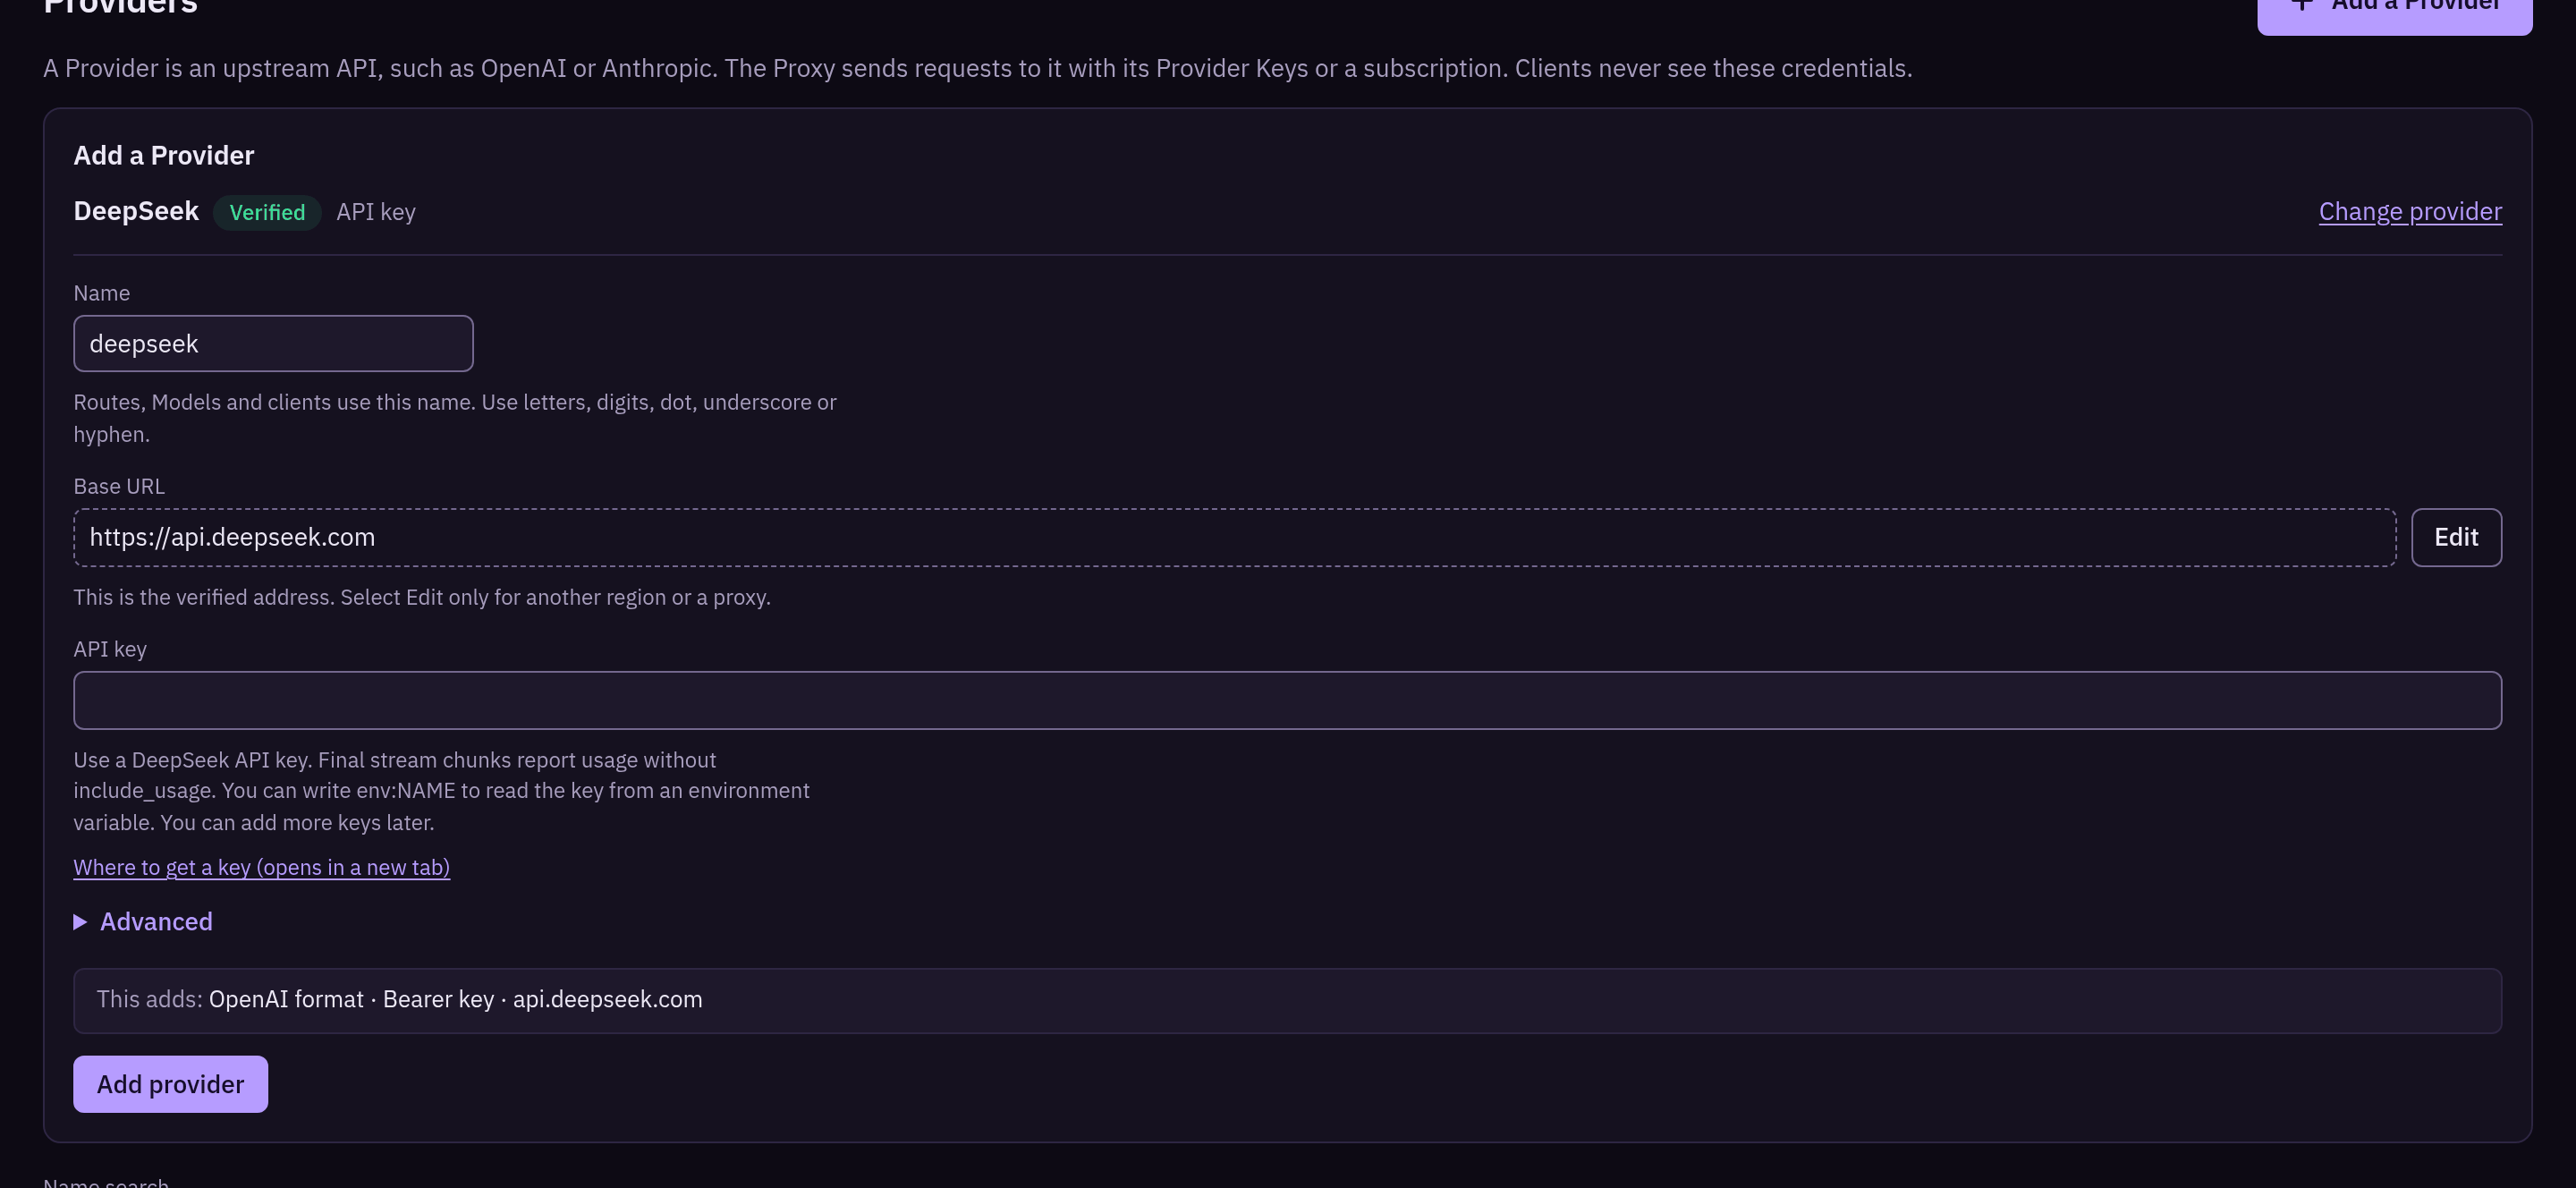 Providers
+ Add a Provider
A Provider is an upstream API, such as OpenAI or Anthropic. The Proxy sends requests to it with its Provider Keys or a subscription. Clients never see these credentials.
Add a Provider
DeepSeek Verified API key Change provider
Name
deepseek
Routes, Models and clients use this name. Use letters, digits, dot, underscore or
hyphen.
Base URL
https://api.deepseek.com Edit
This is the verified address. Select Edit only for another region or a proxy.
API key
Use a DeepSeek API key. Final stream chunks report usage without
include_usage. You can write env:NAME to read the key from an environment
variable. You can add more keys later.
Where to get a key (opens in a new tab)
Advanced
This adds: OpenAI format · Bearer key · api.deepseek.com
Add provider
Name search